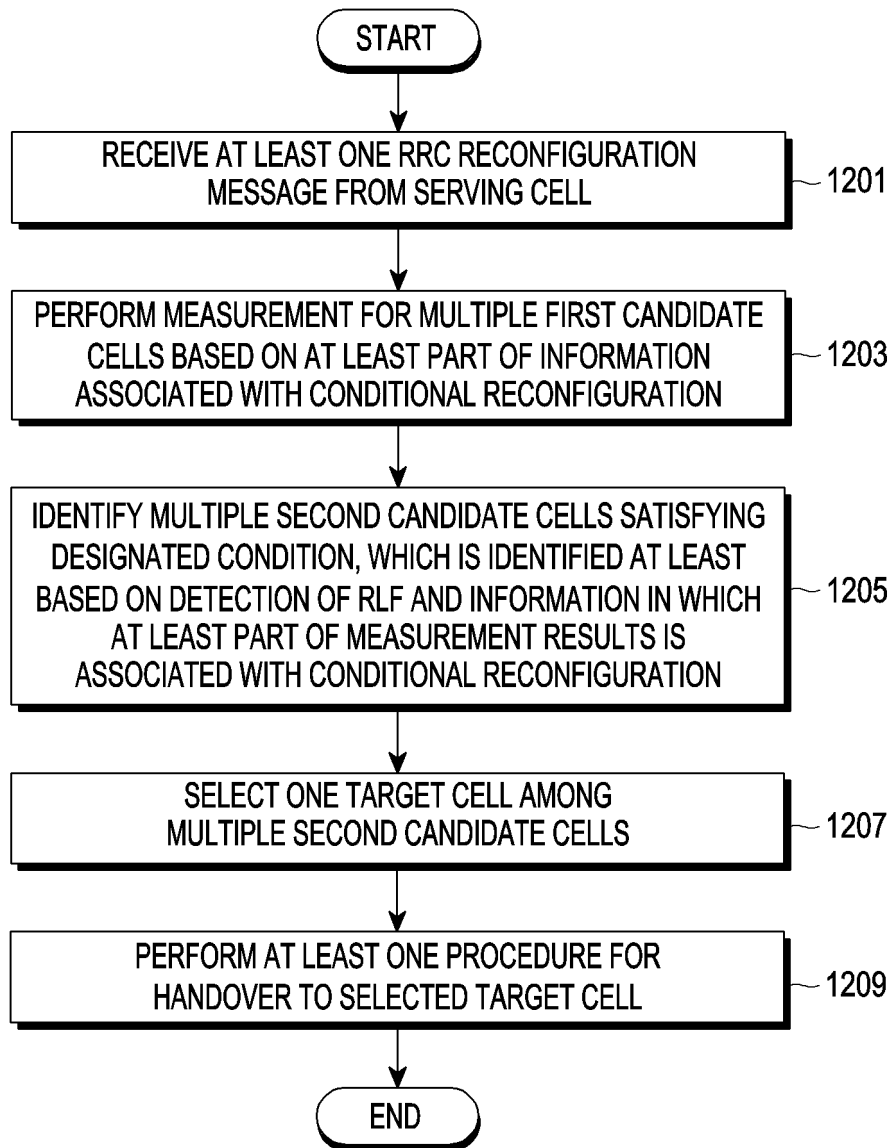 START
RECEIVE AT LEAST ONE RRC RECONFIGURATION
MESSAGE FROM SERVING CELL
1201
PERFORM MEASUREMENT FOR MULTIPLE FIRST CANDIDATE
CELLS BASED ON AT LEAST PART OF INFORMATION
ASSOCIATED WITH CONDITIONAL RECONFIGURATION
1203
IDENTIFY MULTIPLE SECOND CANDIDATE CELLS SATISFYING
DESIGNATED CONDITION, WHICH IS IDENTIFIED AT LEAST
BASED ON DETECTION OF RLF AND INFORMATION IN WHICH
AT LEAST PART OF MEASUREMENT RESULTS IS
ASSOCIATED WITH CONDITIONAL RECONFIGURATION
1205
SELECT ONE TARGET CELL AMONG
MULTIPLE SECOND CANDIDATE CELLS
1207
PERFORM AT LEAST ONE PROCEDURE FOR
HANDOVER TO SELECTED TARGET CELL
1209
END